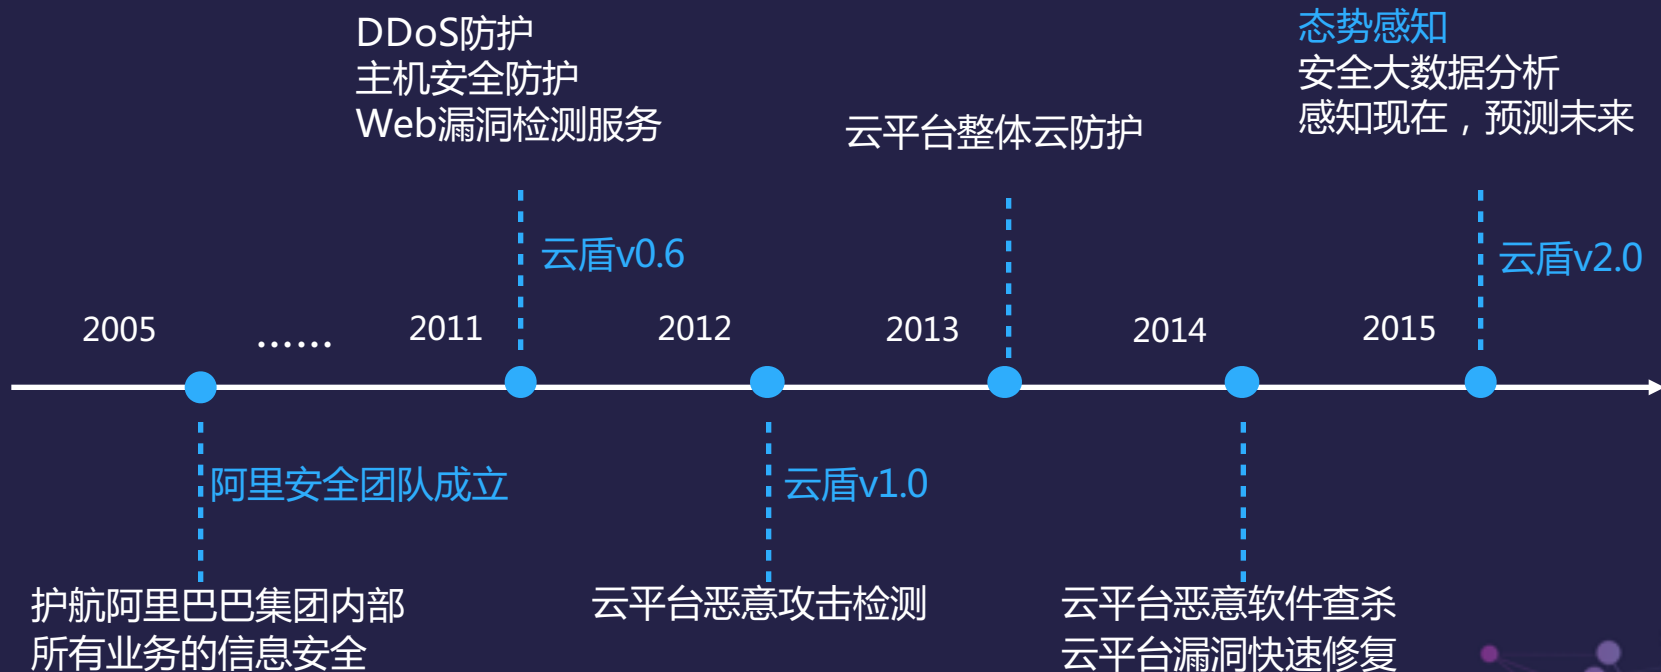 DDoS防护
主机安全防护
Web漏洞检测服务
云平台整体云防护
态势感知
安全大数据分析
感知现在，预测未来
云盾v0.6
云盾v2.0
2005
……
2011
2012
2013
2014
2015
阿里安全团队成立
云盾v1.0
护航阿里巴巴集团内部
所有业务的信息安全
云平台恶意攻击检测
云平台恶意软件查杀
云平台漏洞快速修复